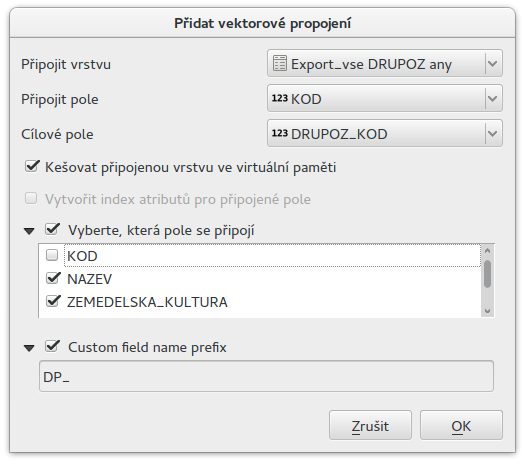 Přidat vektorové propojení
Připojit vrstvu Export_vse DRUPOZ any
Připojit pole 123 KOD
Cílové pole 123 DRUPOZ_KOD
Kešovat připojenou vrstvu ve virtuální paměti
Vytvořit index atributů pro připojené pole
Vyberte, která pole se připojí
KOD
NAZEV
ZEMEDELSKA_KULTURA
Custom field name prefix
DP_
Zrušit OK